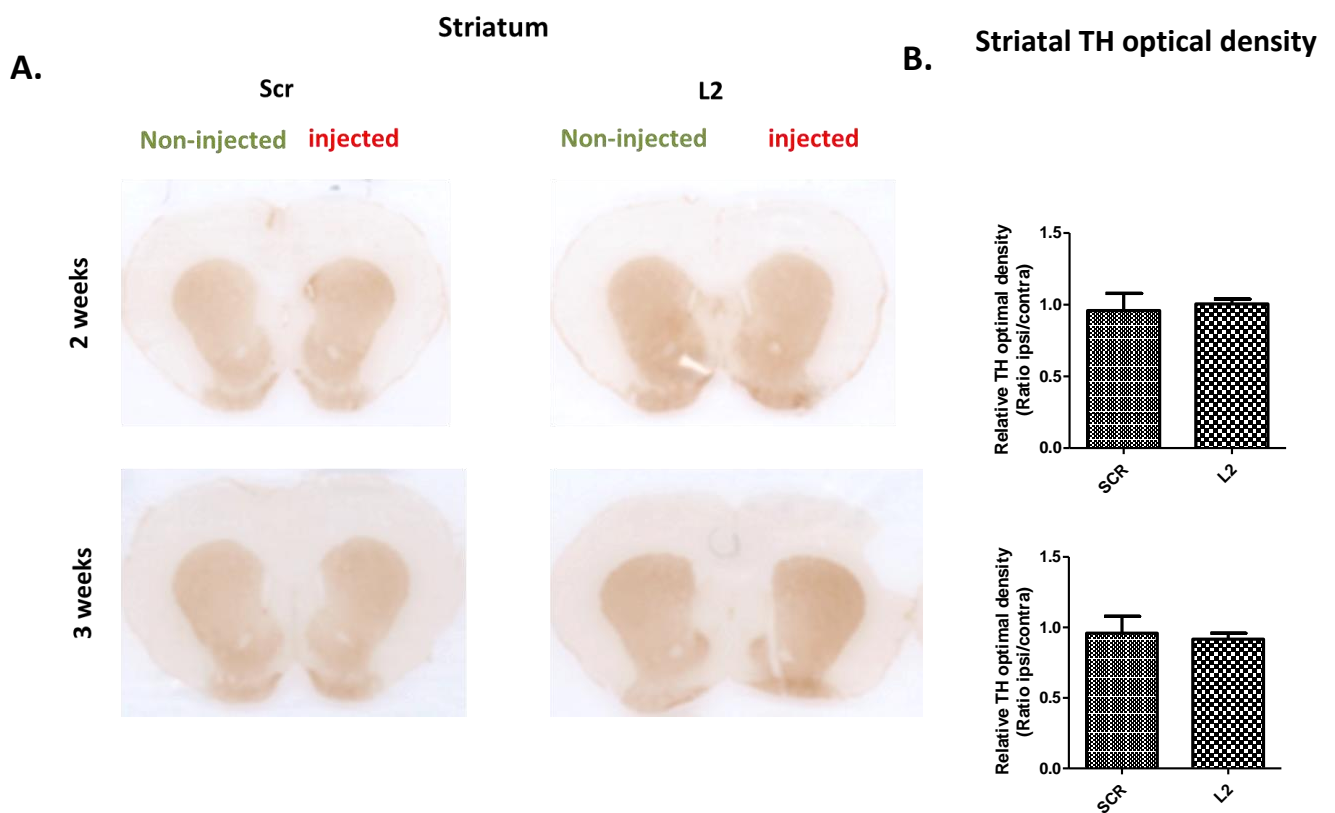 Striatum
A.
Scr
L2
Non-injected injected
Non-injected injected
2 weeks
3 weeks
B.
Striatal TH optical density
Relative TH optimal density
(Ratio ipsi/contra)
1.5
1.0
0.5
0.0
SCR
L2
Relative TH optimal density
(Ratio ipsi/contra)
1.5
1.0
0.5
0.0
SCR
L2